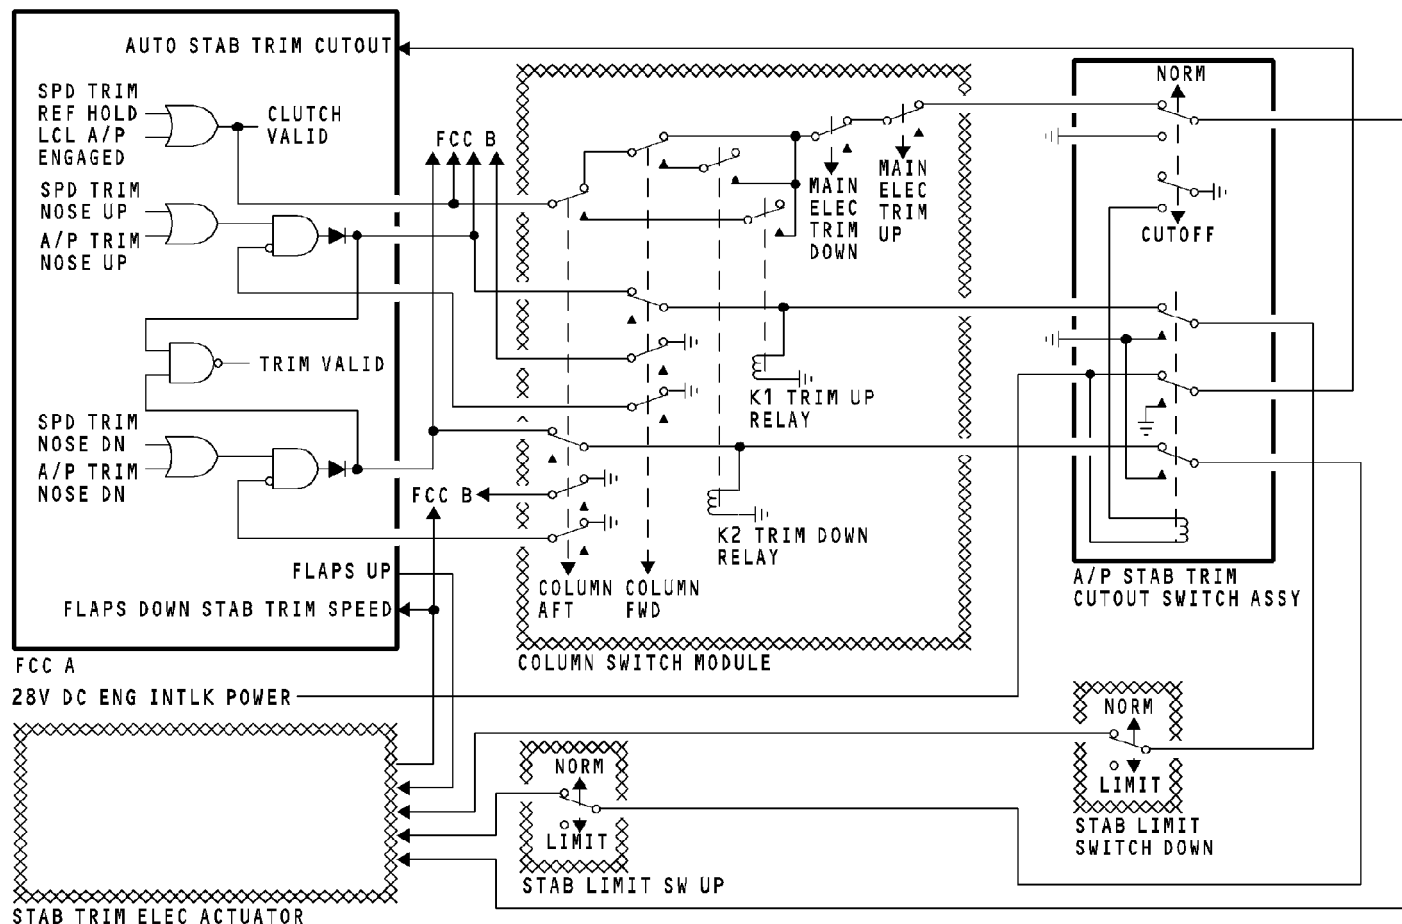 AUTO STAB TRIM CUTOUT
SPD TRIM
REF HOLD
LCL A/P
ENGAGED
CLUTCH
VALID
SPD TRIM
NOSE UP
A/P TRIM
NOSE UP
TRIM VALID
SPD TRIM
NOSE DN
A/P TRIM
NOSE DN
FLAPS UP
FLAPS DOWN STAB TRIM SPEED
FCC A
28V DC ENG INTLK POWER
STAB TRIM ELEC ACTUATOR
FCC B
FCC B
MAIN
ELEC
TRIM
DOWN
MAIN
ELEC
TRIM
UP
K1 TRIM UP
RELAY
K2 TRIM DOWN
RELAY
COLUMN
AFT
COLUMN
FWD
COLUMN SWITCH MODULE
NORM
CUTOFF
A/P STAB TRIM
CUTOUT SWITCH ASSY
NORM
LIMIT
STAB LIMIT
SWITCH DOWN
NORM
LIMIT
STAB LIMIT SW UP